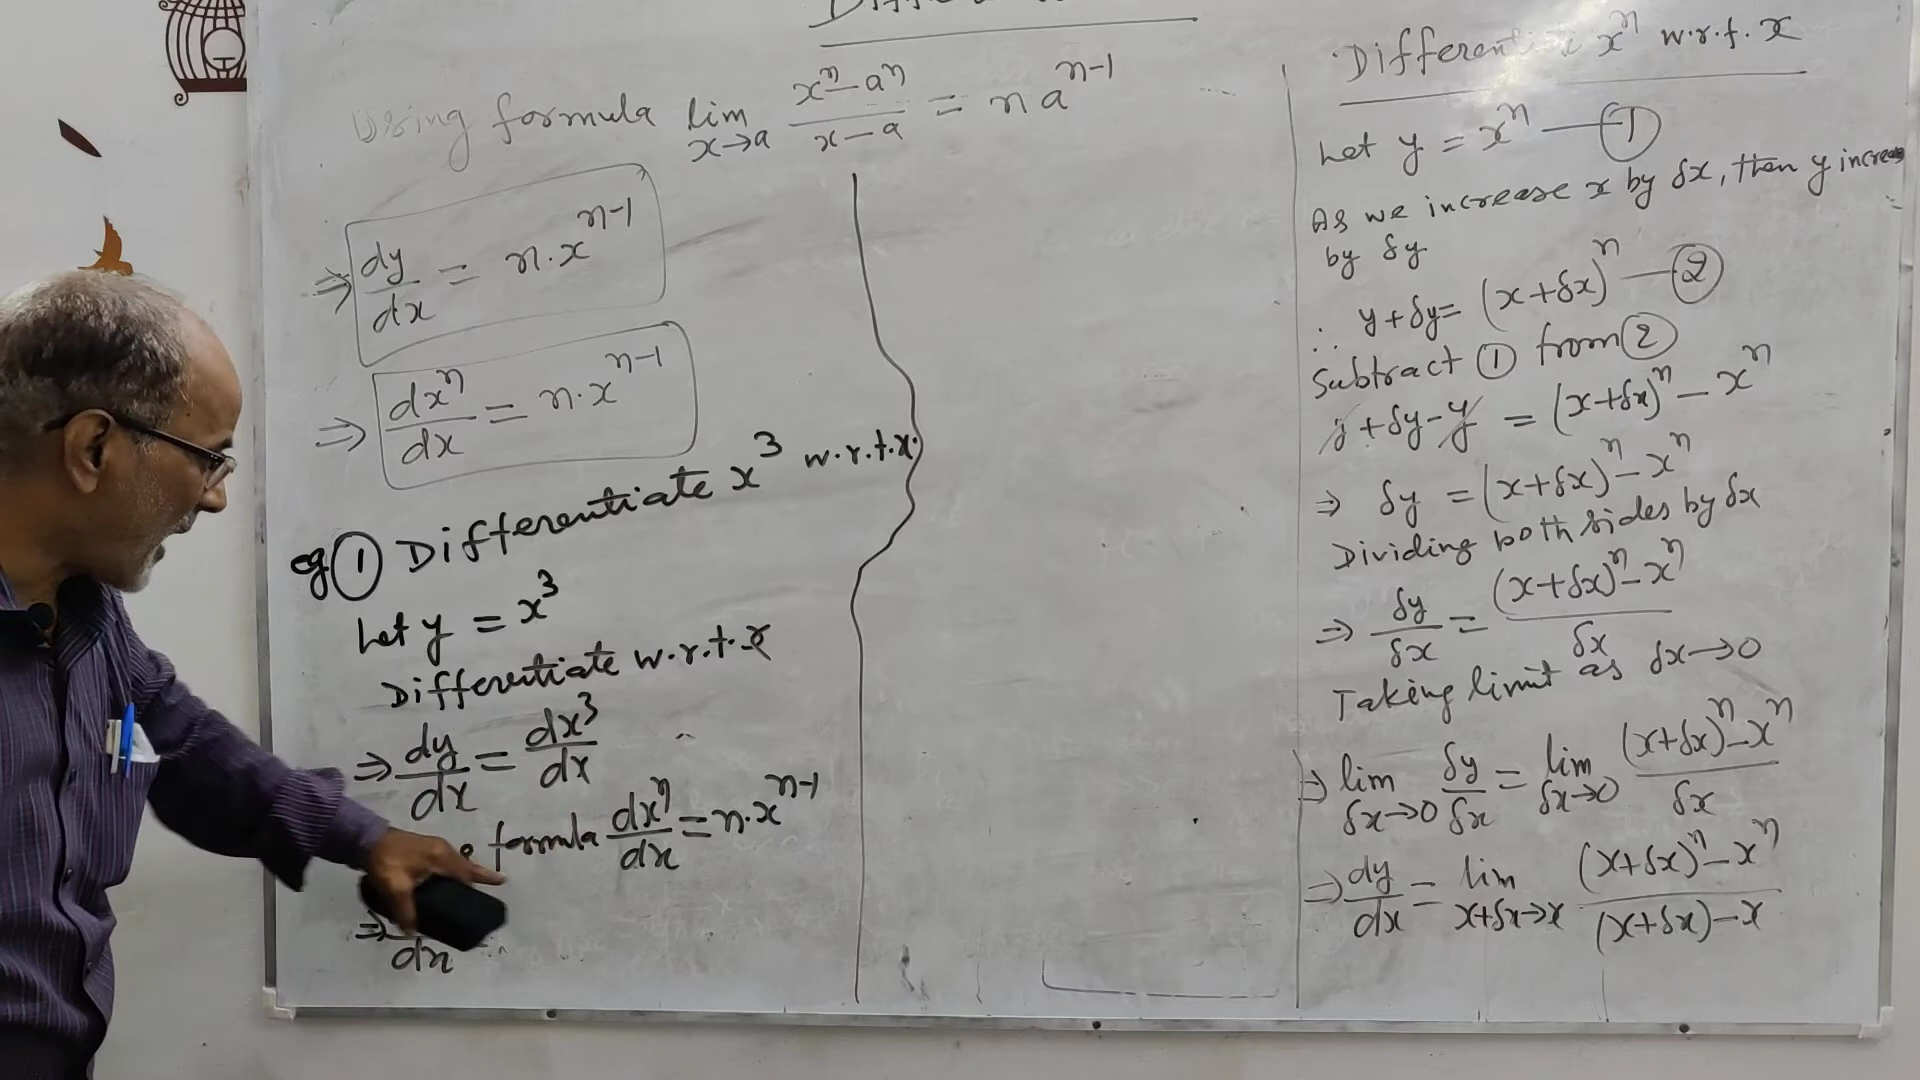 Using formula lim x→a (xⁿ-aⁿ)/(x-a) = n aⁿ⁻¹
⇒ dy/dx = n·xⁿ⁻¹
⇒ dxⁿ/dx = n·xⁿ⁻¹
eg ① Differentiate x³ w.r.t.x.
Let y = x³
Differentiate w.r.t.x
⇒ dy/dx = dx³/dx
formula dxⁿ/dx = n·xⁿ⁻¹
⇒ dx =
xⁿ w.r.t. x
Let y = xⁿ — ①
As we increase x by δx, then y increas
by δy
∴ y+δy = (x+δx)ⁿ — ②
Subtract ① from ②
y+δy-y = (x+δx)ⁿ - xⁿ
⇒ δy = (x+δx)ⁿ - xⁿ
Dividing both sides by δx
⇒ δy/δx = ((x+δx)ⁿ-xⁿ)/δx
Taking limit as δx→0
⇒ lim δx→0 δy/δx = lim δx→0 ((x+δx)ⁿ-xⁿ)/δx
⇒ dy/dx = lim x+δx→x ((x+δx)ⁿ-xⁿ)/((x+δx)-x)